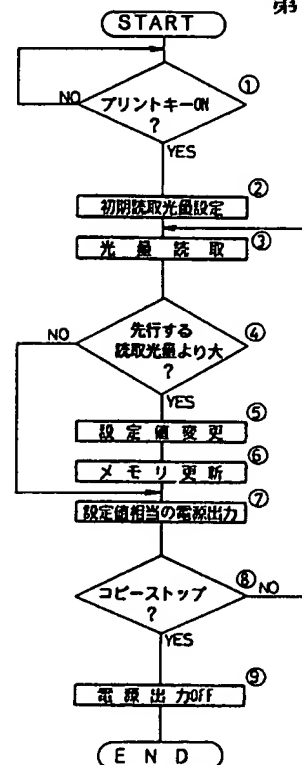 第
START
①
NO
プリントキーON
?
YES
②
初期読取光量設定
③
光量読取
④
NO
先行する
読取光量より大
?
YES
⑤
設定値変更
⑥
メモリ更新
⑦
設定値相当の電源出力
⑧
NO
コピーストップ
?
YES
⑨
電源出力OFF
END